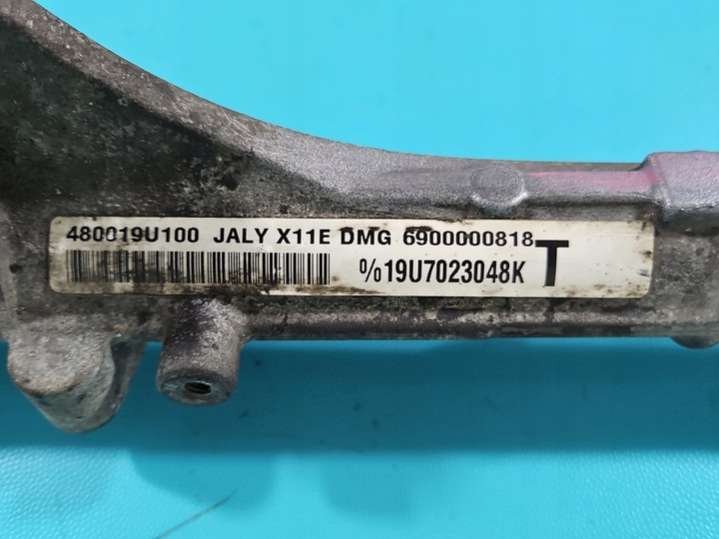 480019U100 JALY X11E DMG 6900000818
%19U7023048K T